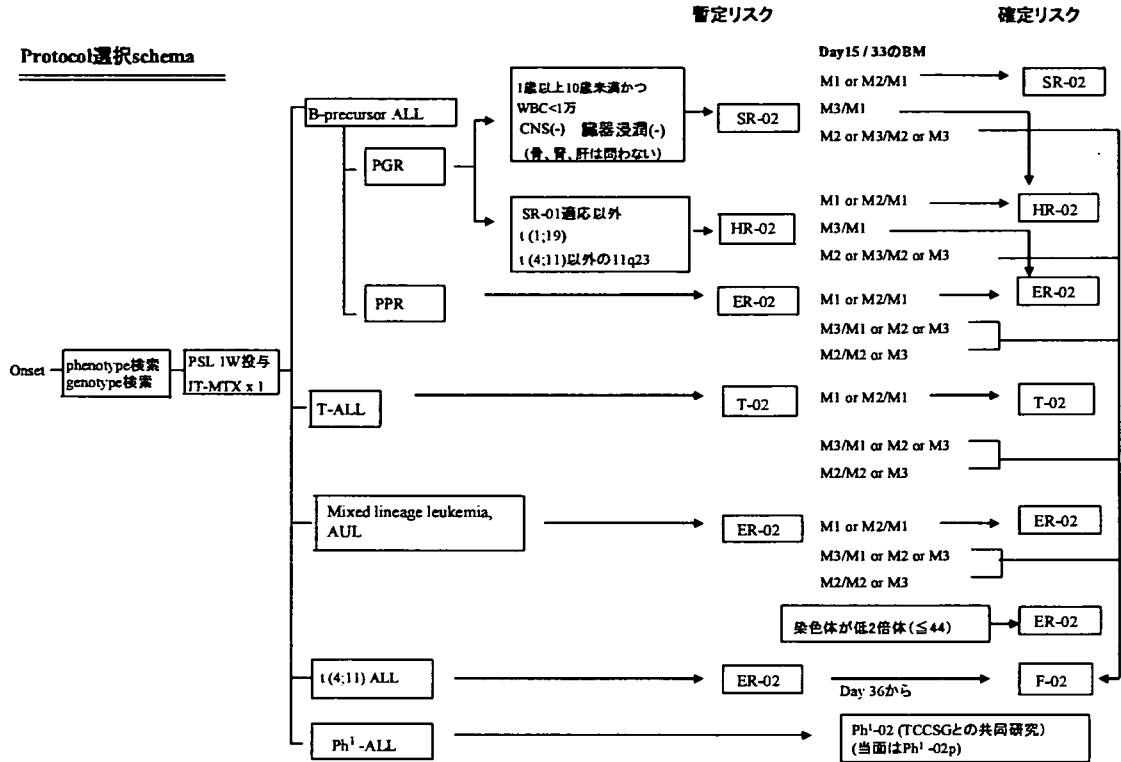 暫定リスク
確定リスク
Protocol選択schema
Day15 / 33のBM
B-precursor ALL
PGR
1歳以上10歳未満かつ
WBC<1万
CNS(-) 臓器浸潤(-)
(骨、腎、肝は問わない)
SR-02
M1 or M2/M1
SR-02
M3/M1
M2 or M3/M2 or M3
SR-01適応以外
t (1;19)
t (4;11)以外の11q23
HR-02
M1 or M2/M1
HR-02
M3/M1
M2 or M3/M2 or M3
PPR
ER-02
M1 or M2/M1
ER-02
M3/M1 or M2 or M3
M2/M2 or M3
Onset
phenotype検索
genotype検索
PSL 1W投与
IT-MTX x 1
T-ALL
T-02
M1 or M2/M1
T-02
M3/M1 or M2 or M3
M2/M2 or M3
Mixed lineage leukemia,
AUL
ER-02
M1 or M2/M1
ER-02
M3/M1 or M2 or M3
M2/M2 or M3
染色体が低2倍体(≦44)
ER-02
t (4;11) ALL
ER-02
Day 36から
F-02
Ph¹ -ALL
Ph¹-02 (TCCSGとの共同研究)
(当面はPh¹ -02p)